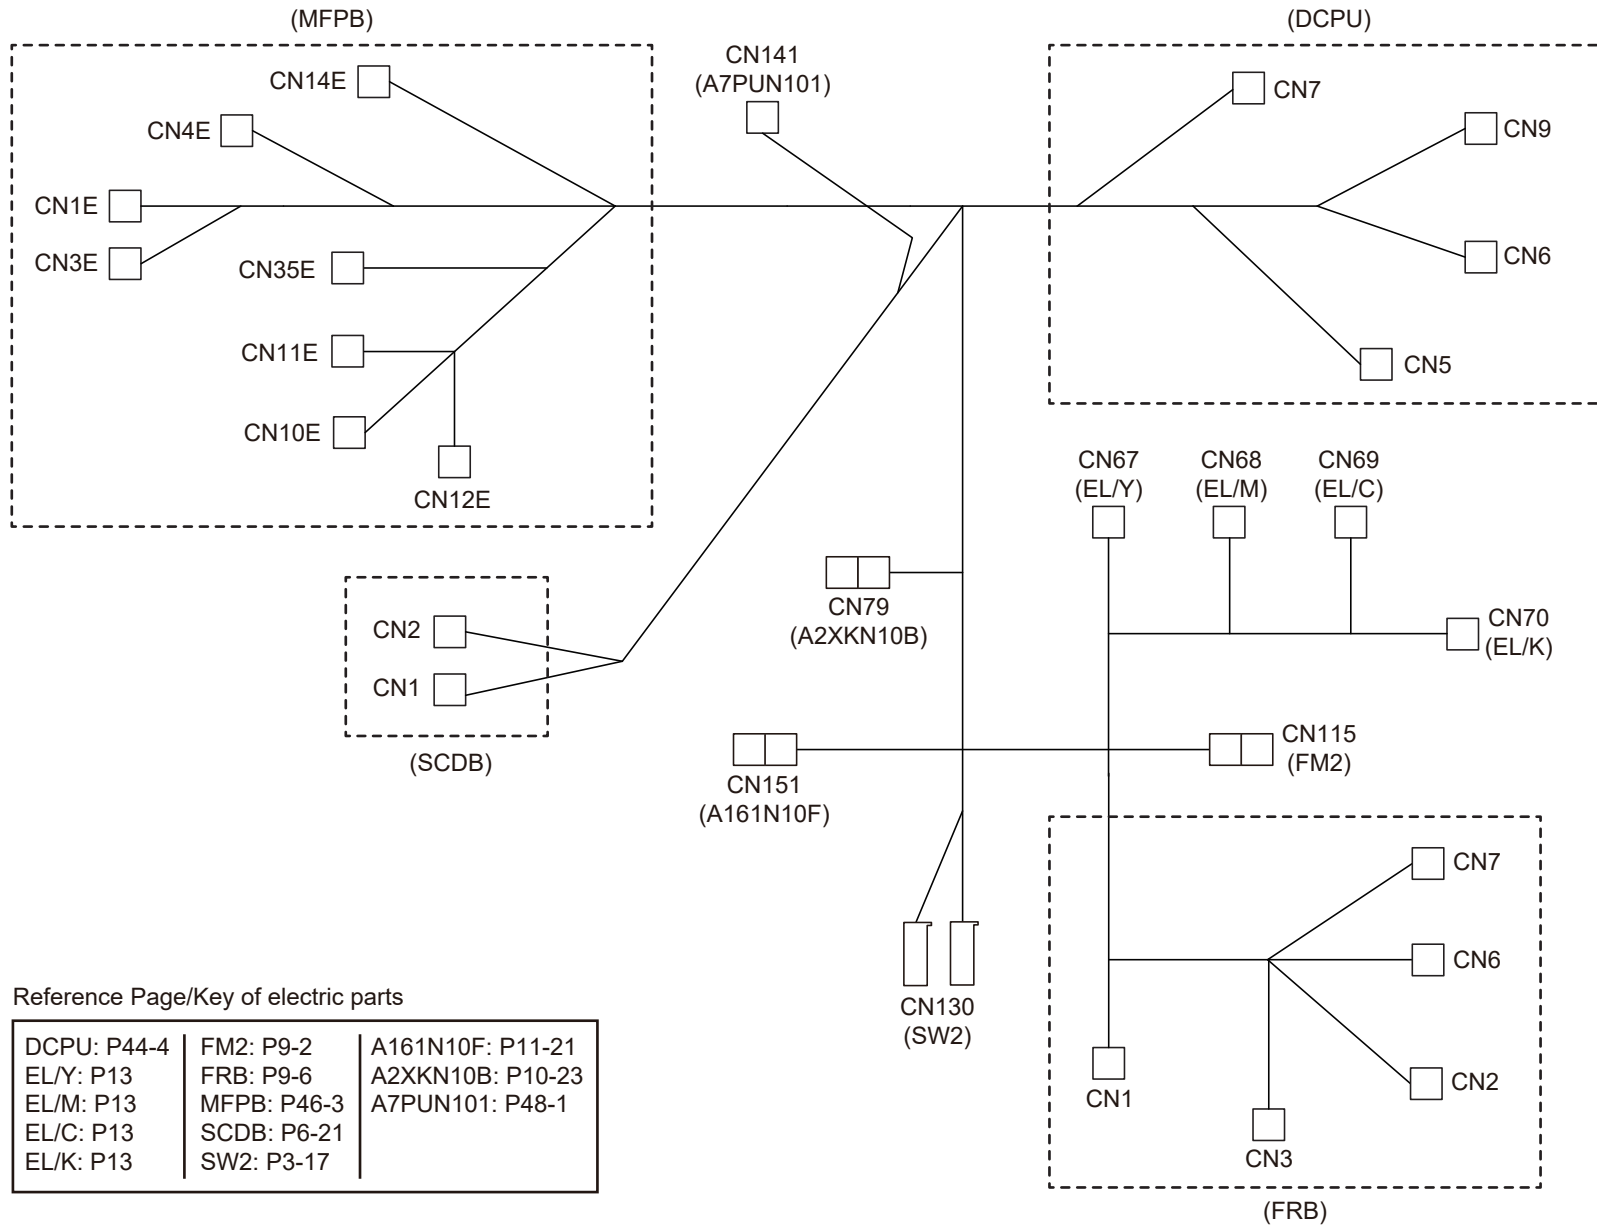 (MFPB)
(DCPU)
CN141
(A7PUN101)
CN14E
CN7
CN4E
CN9
CN1E
CN3E
CN35E
CN6
CN11E
CN5
CN10E
CN12E
CN67
(EL/Y)
CN68
(EL/M)
CN69
(EL/C)
CN79
(A2XKN10B)
CN70
(EL/K)
CN2
CN1
(SCDB)
CN151
(A161N10F)
CN115
(FM2)
CN7
CN6
CN130
(SW2)
CN2
CN1
CN3
(FRB)
Reference Page/Key of electric parts
DCPU: P44-4
EL/Y: P13
EL/M: P13
EL/C: P13
EL/K: P13
FM2: P9-2
FRB: P9-6
MFPB: P46-3
SCDB: P6-21
SW2: P3-17
A161N10F: P11-21
A2XKN10B: P10-23
A7PUN101: P48-1